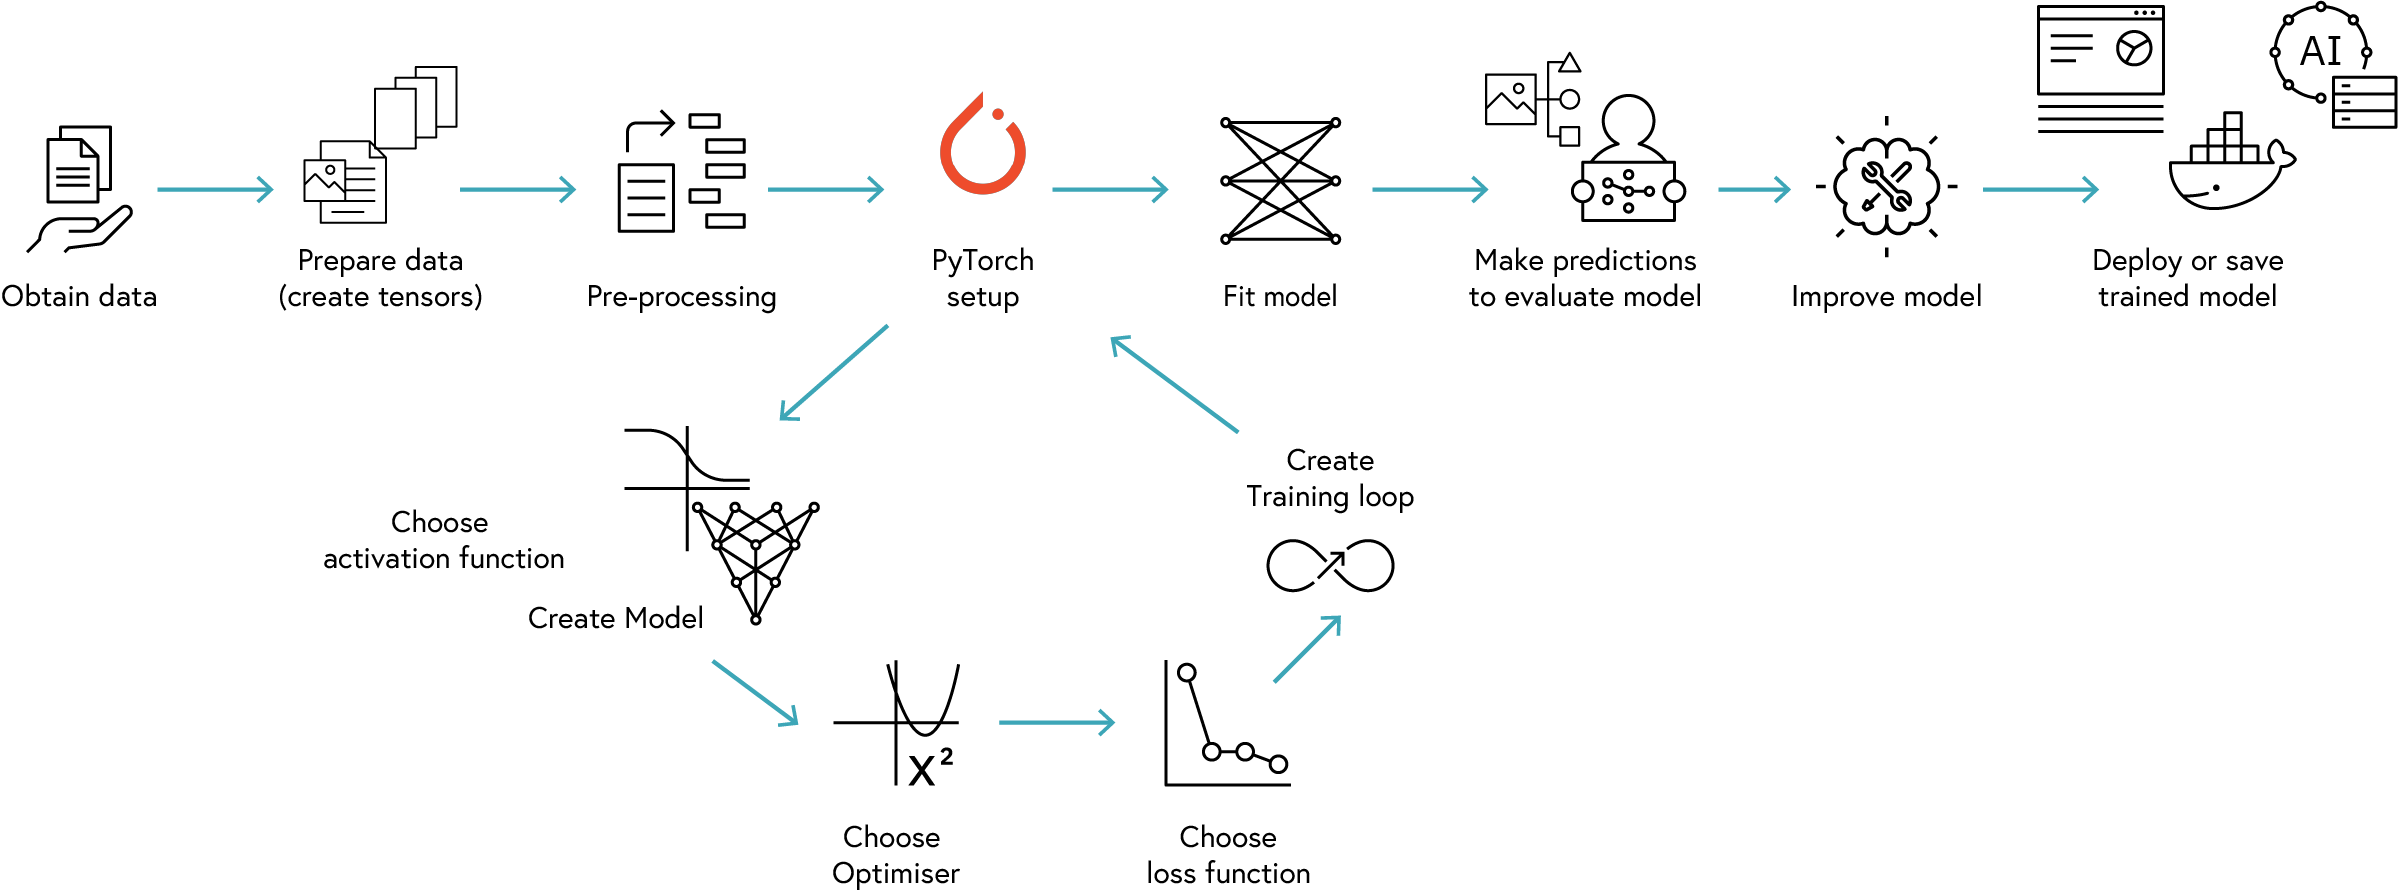 AI
Obtain data
Prepare data
(create tensors)
Pre-processing
PyTorch
setup
Fit model
Make predictions
to evaluate model
Improve model
Deploy or save
trained model
Choose
activation function
Create Model
X²
Choose
Optimiser
Choose
loss function
Create
Training loop